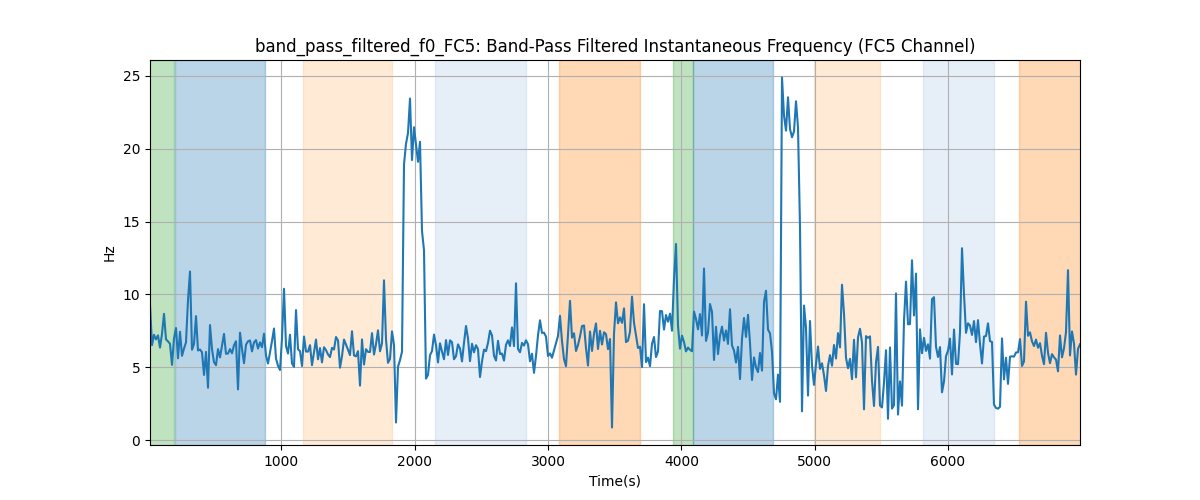 band_pass_filtered_f0_FC5: Band-Pass Filtered Instantaneous Frequency (FC5 Channel)
25
20
15
10
5
0
Hz
1000 2000 3000 4000 5000 6000
Time(s)